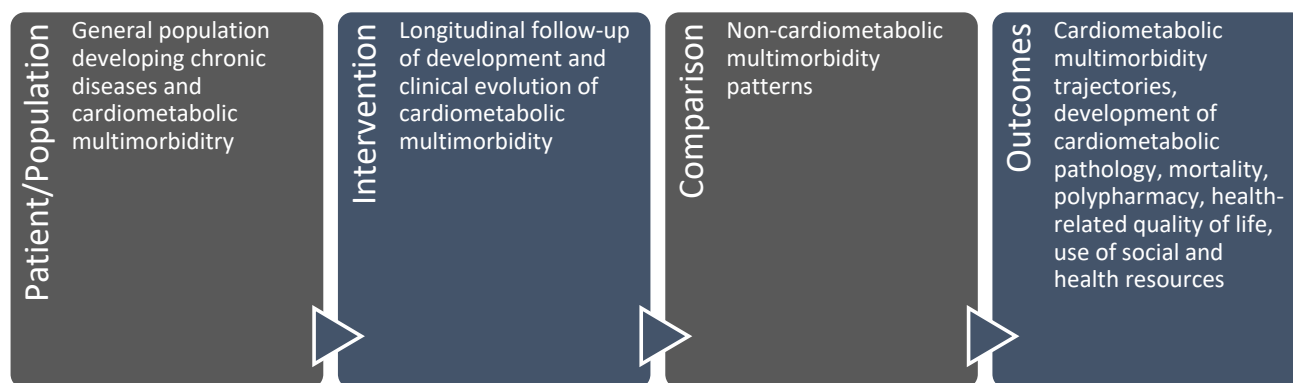 Patient/Population
General population
developing chronic
diseases and
cardiometabolic
multimorbiditry
Intervention
Longitudinal follow-up
of development and
clinical evolution of
cardiometabolic
multimorbidity
Comparison
Non-cardiometabolic
multimorbidity
patterns
Outcomes
Cardiometabolic
multimorbidity
trajectories,
development of
cardiometabolic
pathology, mortality,
polypharmacy, health-
related quality of life,
use of social and
health resources